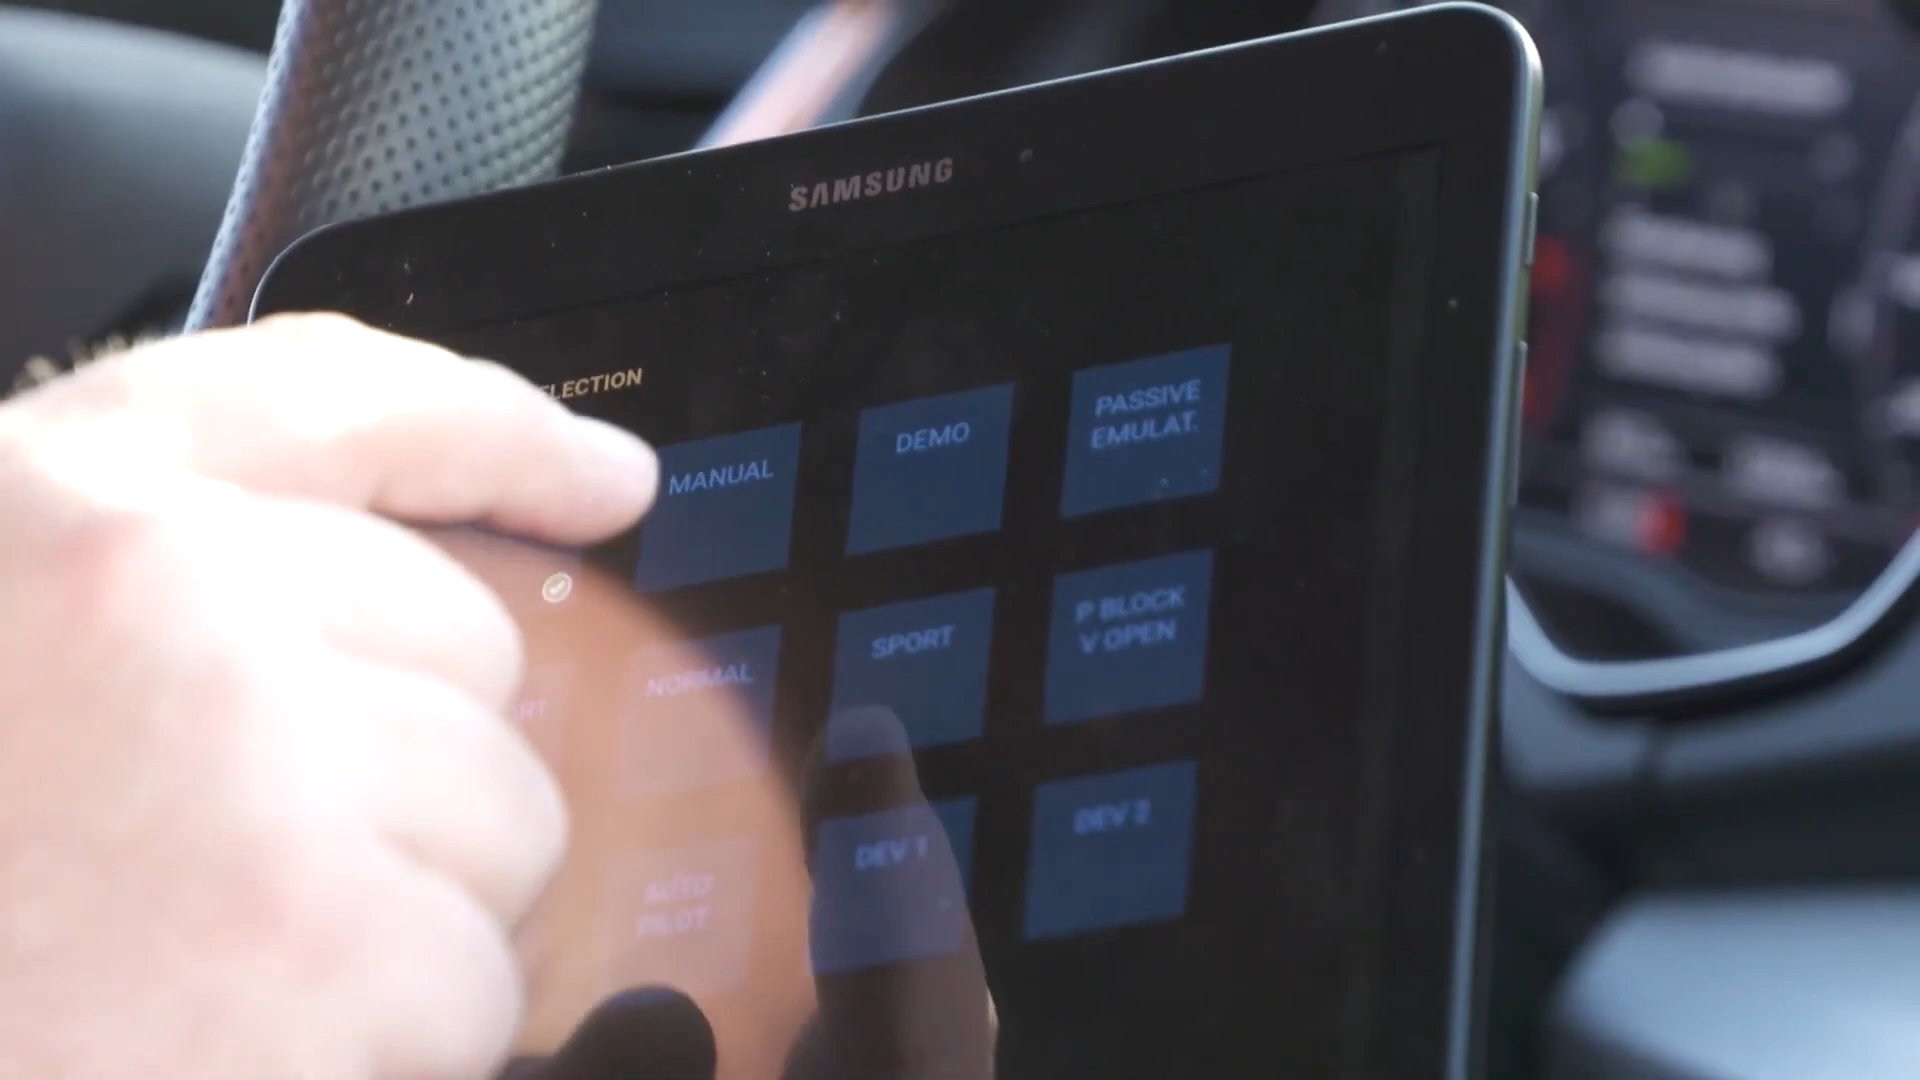 SAMSUNG
ELECTION
MANUAL
DEMO
PASSIVE
EMULAT.
NORMAL
SPORT
P BLOCK
V OPEN
AUTO
PILOT
DEV 1
DEV 2